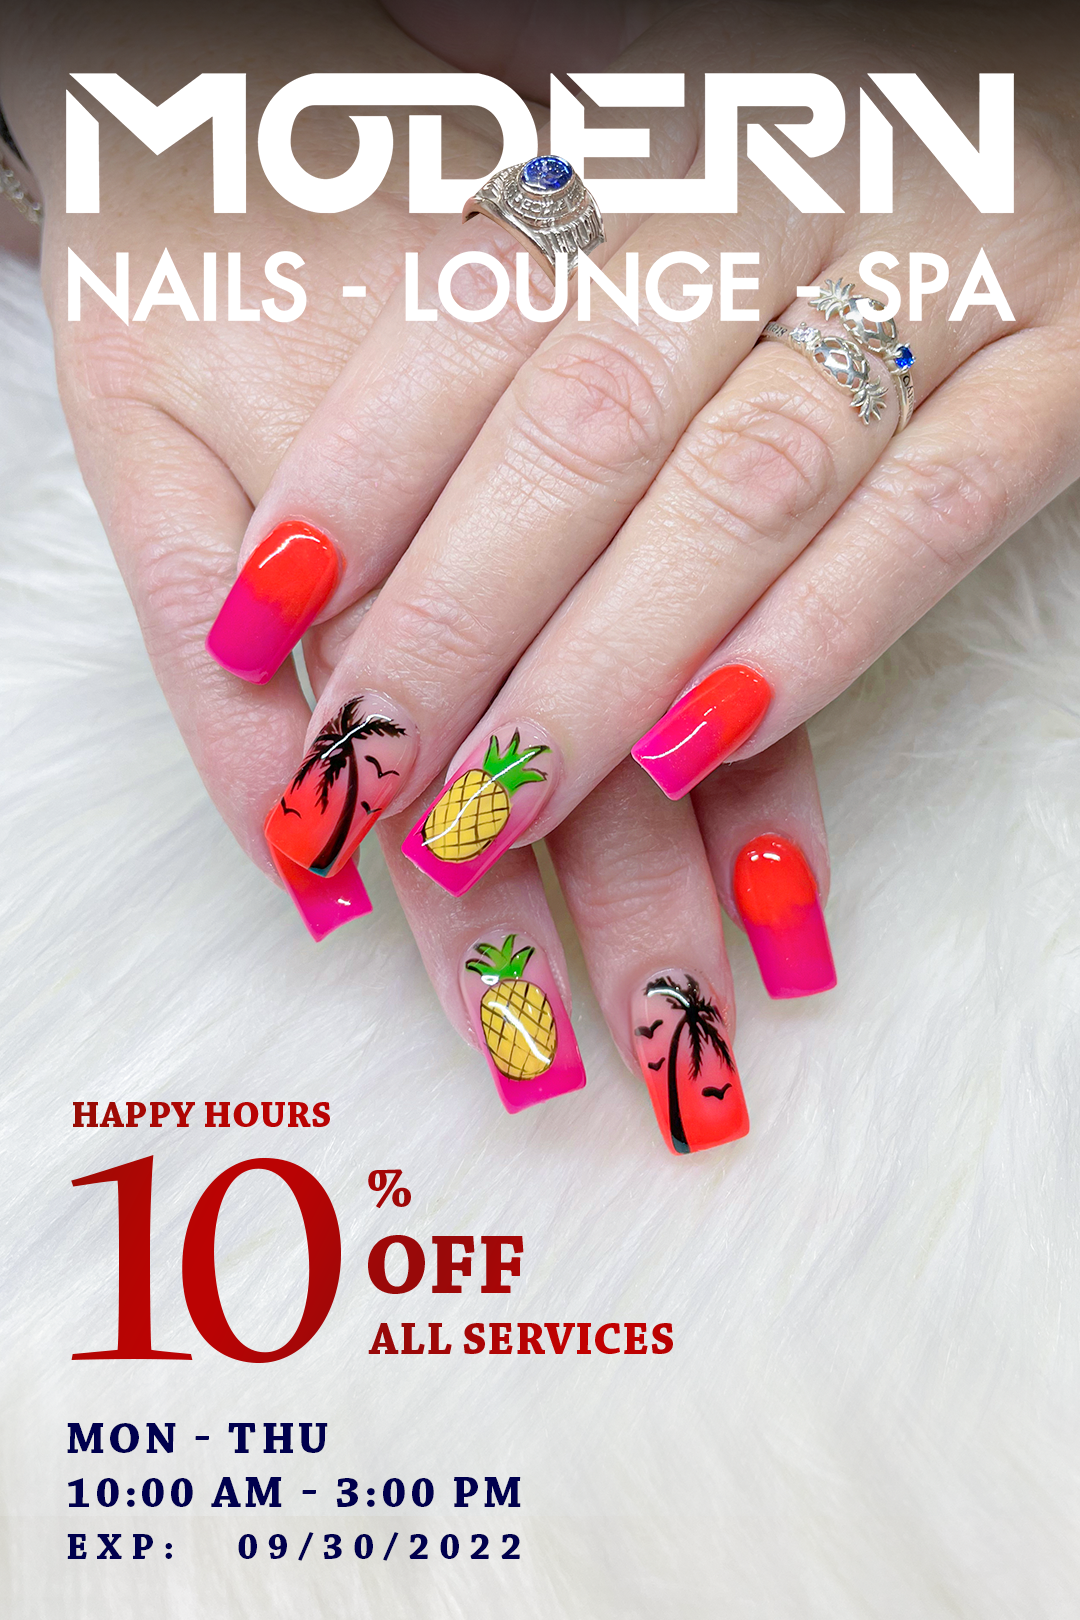 MODERN
NAILS - LOUNGE - SPA
HAPPY HOURS
10%
OFF
ALL SERVICES
MON - THU
10:00 AM - 3:00 PM
EXP: 09/30/2022